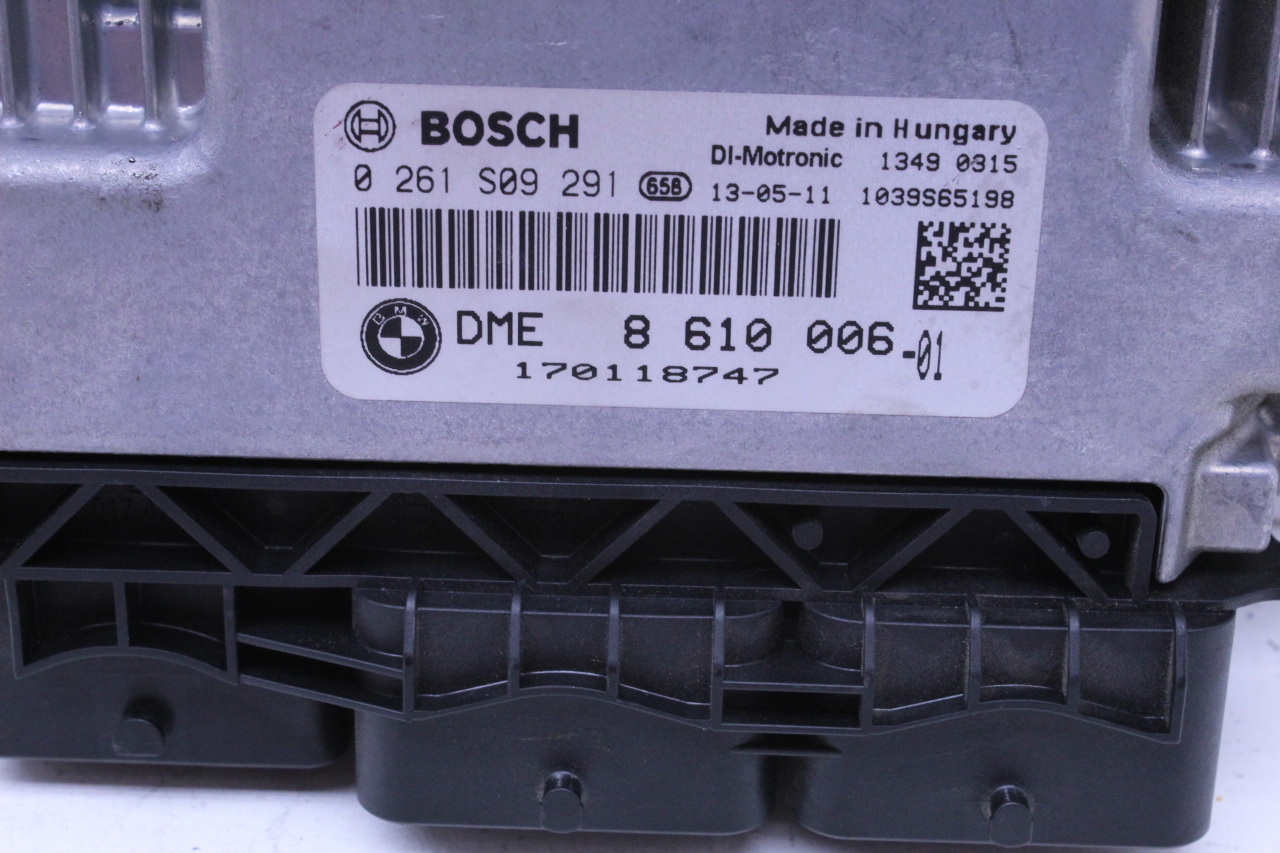 BOSCH
Made in Hungary
DI-Motronic 1349 0315
0 261 S09 291 658 13-05-11 1039S65198
BMW
DME 8 610 006-01
170118747